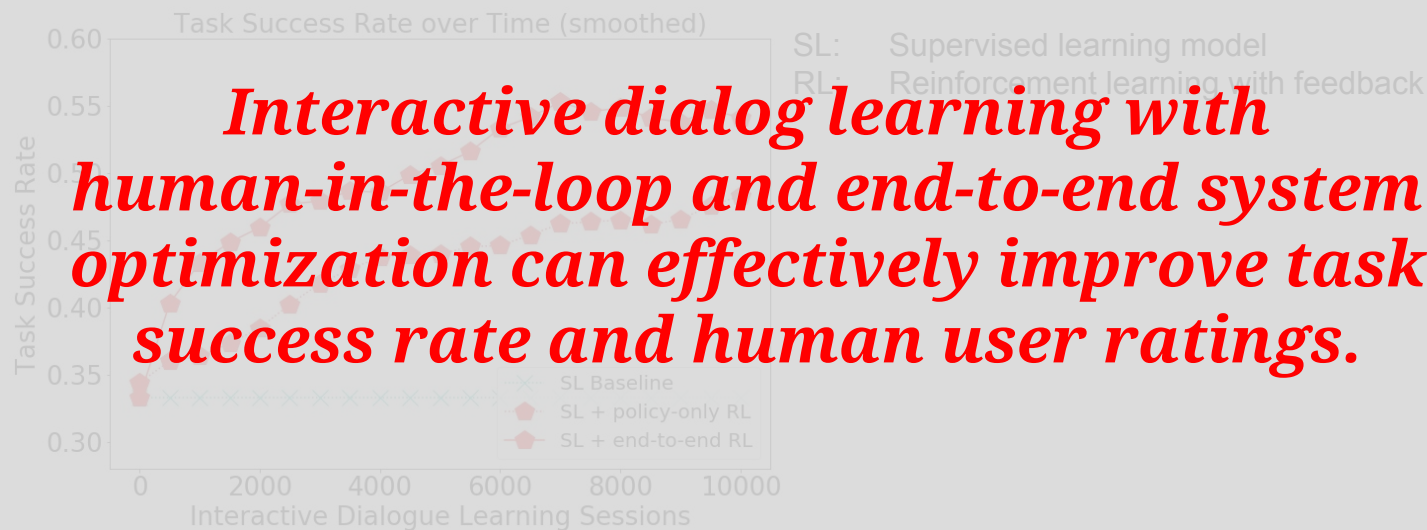 Task Success Rate over Time (smoothed)
SL: Supervised learning model
RL: Reinforcement learning with feedback
Interactive dialog learning with
human-in-the-loop and end-to-end system
optimization can effectively improve task
success rate and human user ratings.
Task Success Rate
0.60
0.55
0.50
0.45
0.40
0.35
0.30
SL Baseline
SL + policy-only RL
SL + end-to-end RL
0 2000 4000 6000 8000 10000
Interactive Dialogue Learning Sessions